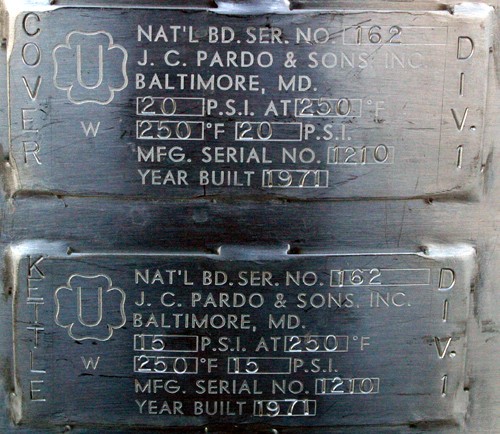 COVER
U
W
NAT'L BD. SER. NO. 162
J. C. PARDO & SONS, INC.
BALTIMORE, MD.
20 P.S.I. AT 250 °F
250 °F 20 P.S.I.
MFG. SERIAL NO. 1210
YEAR BUILT 1971
DIV. 1
KETTLE
U
W
NAT'L BD. SER. NO. 162
J. C. PARDO & SONS, INC.
BALTIMORE, MD.
15 P.S.I. AT 250 °F
250 °F 15 P.S.I.
MFG. SERIAL NO. 1210
YEAR BUILT 1971
DIV. 1